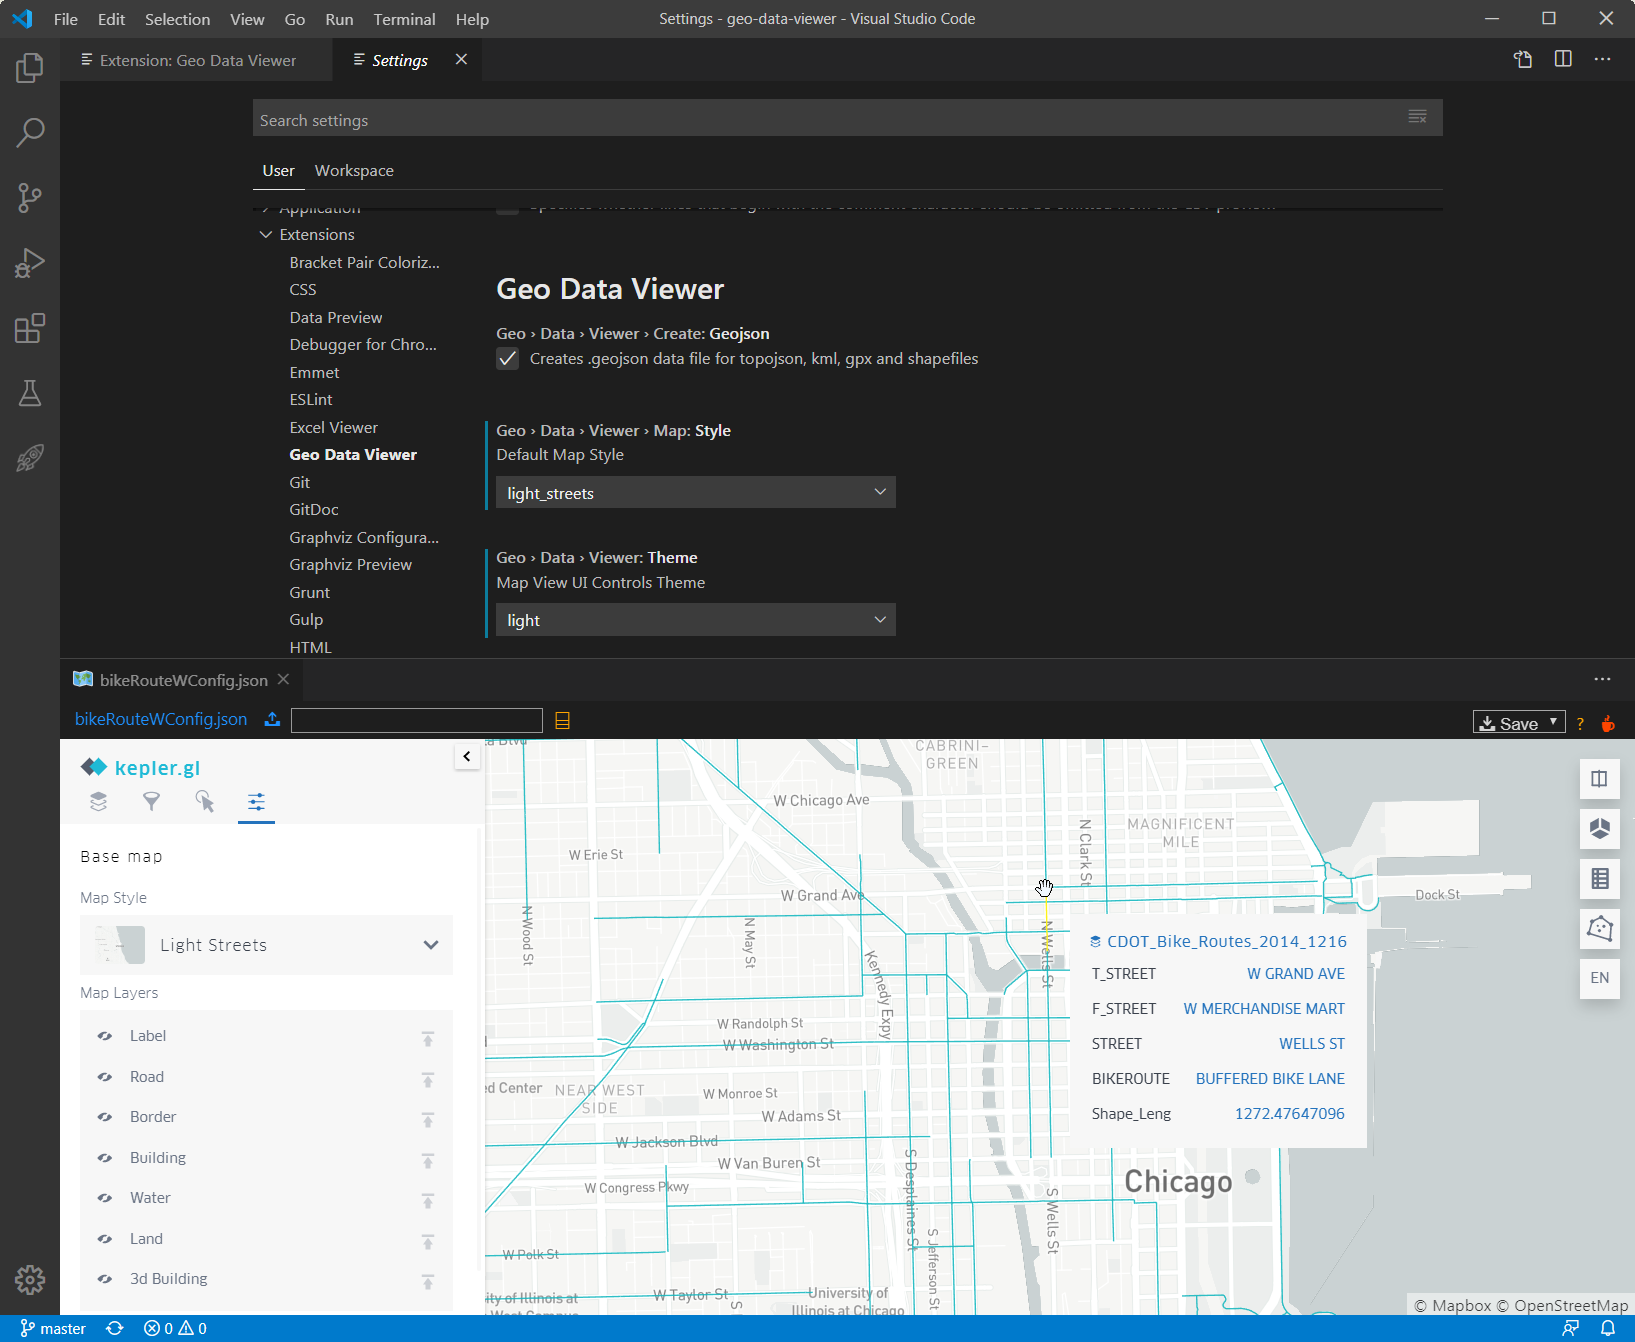 File Edit Selection View Go Run Terminal Help
Settings - geo-data-viewer - Visual Studio Code
Extension: Geo Data Viewer
Settings
Search settings
User Workspace
Application
Extensions
Bracket Pair Coloriz...
CSS
Data Preview
Debugger for Chro...
Emmet
ESLint
Excel Viewer
Geo Data Viewer
Git
GitDoc
Graphviz Configura...
Graphviz Preview
Grunt
Gulp
HTML
Geo Data Viewer
Geo › Data › Viewer › Create: Geojson
Creates .geojson data file for topojson, kml, gpx and shapefiles
Geo › Data › Viewer › Map: Style
Default Map Style
light_streets
Geo › Data › Viewer: Theme
Map View UI Controls Theme
light
bikeRouteWConfig.json
bikeRouteWConfig.json
Save
?
kepler.gl
Base map
Map Style
Light Streets
Map Layers
Label
Road
Border
Building
Water
Land
3d Building
CABRINI-
GREEN
W Chicago Ave
MAGNIFICENT
MILE
N Clark St
W Erie St
W Grand Ave
Dock St
N Wood St
N May St
N Wells St
Kennedy Expy
CDOT_Bike_Routes_2014_1216
T_STREET W GRAND AVE
F_STREET W MERCHANDISE MART
STREET WELLS ST
BIKEROUTE BUFFERED BIKE LANE
Shape_Leng 1272.47647096
EN
W Randolph St
W Washington St
ed Center
NEAR WEST
SIDE
W Monroe St
W Adams St
W Jackson Blvd
W Van Buren St
W Congress Pkwy
Chicago
S Desplaines St
S Wells St
S Jefferson St
W Polk St
W Taylor St
S
ity of Illinois at
University of
Illinois at Chicago
© Mapbox © OpenStreetMap
master
0 0